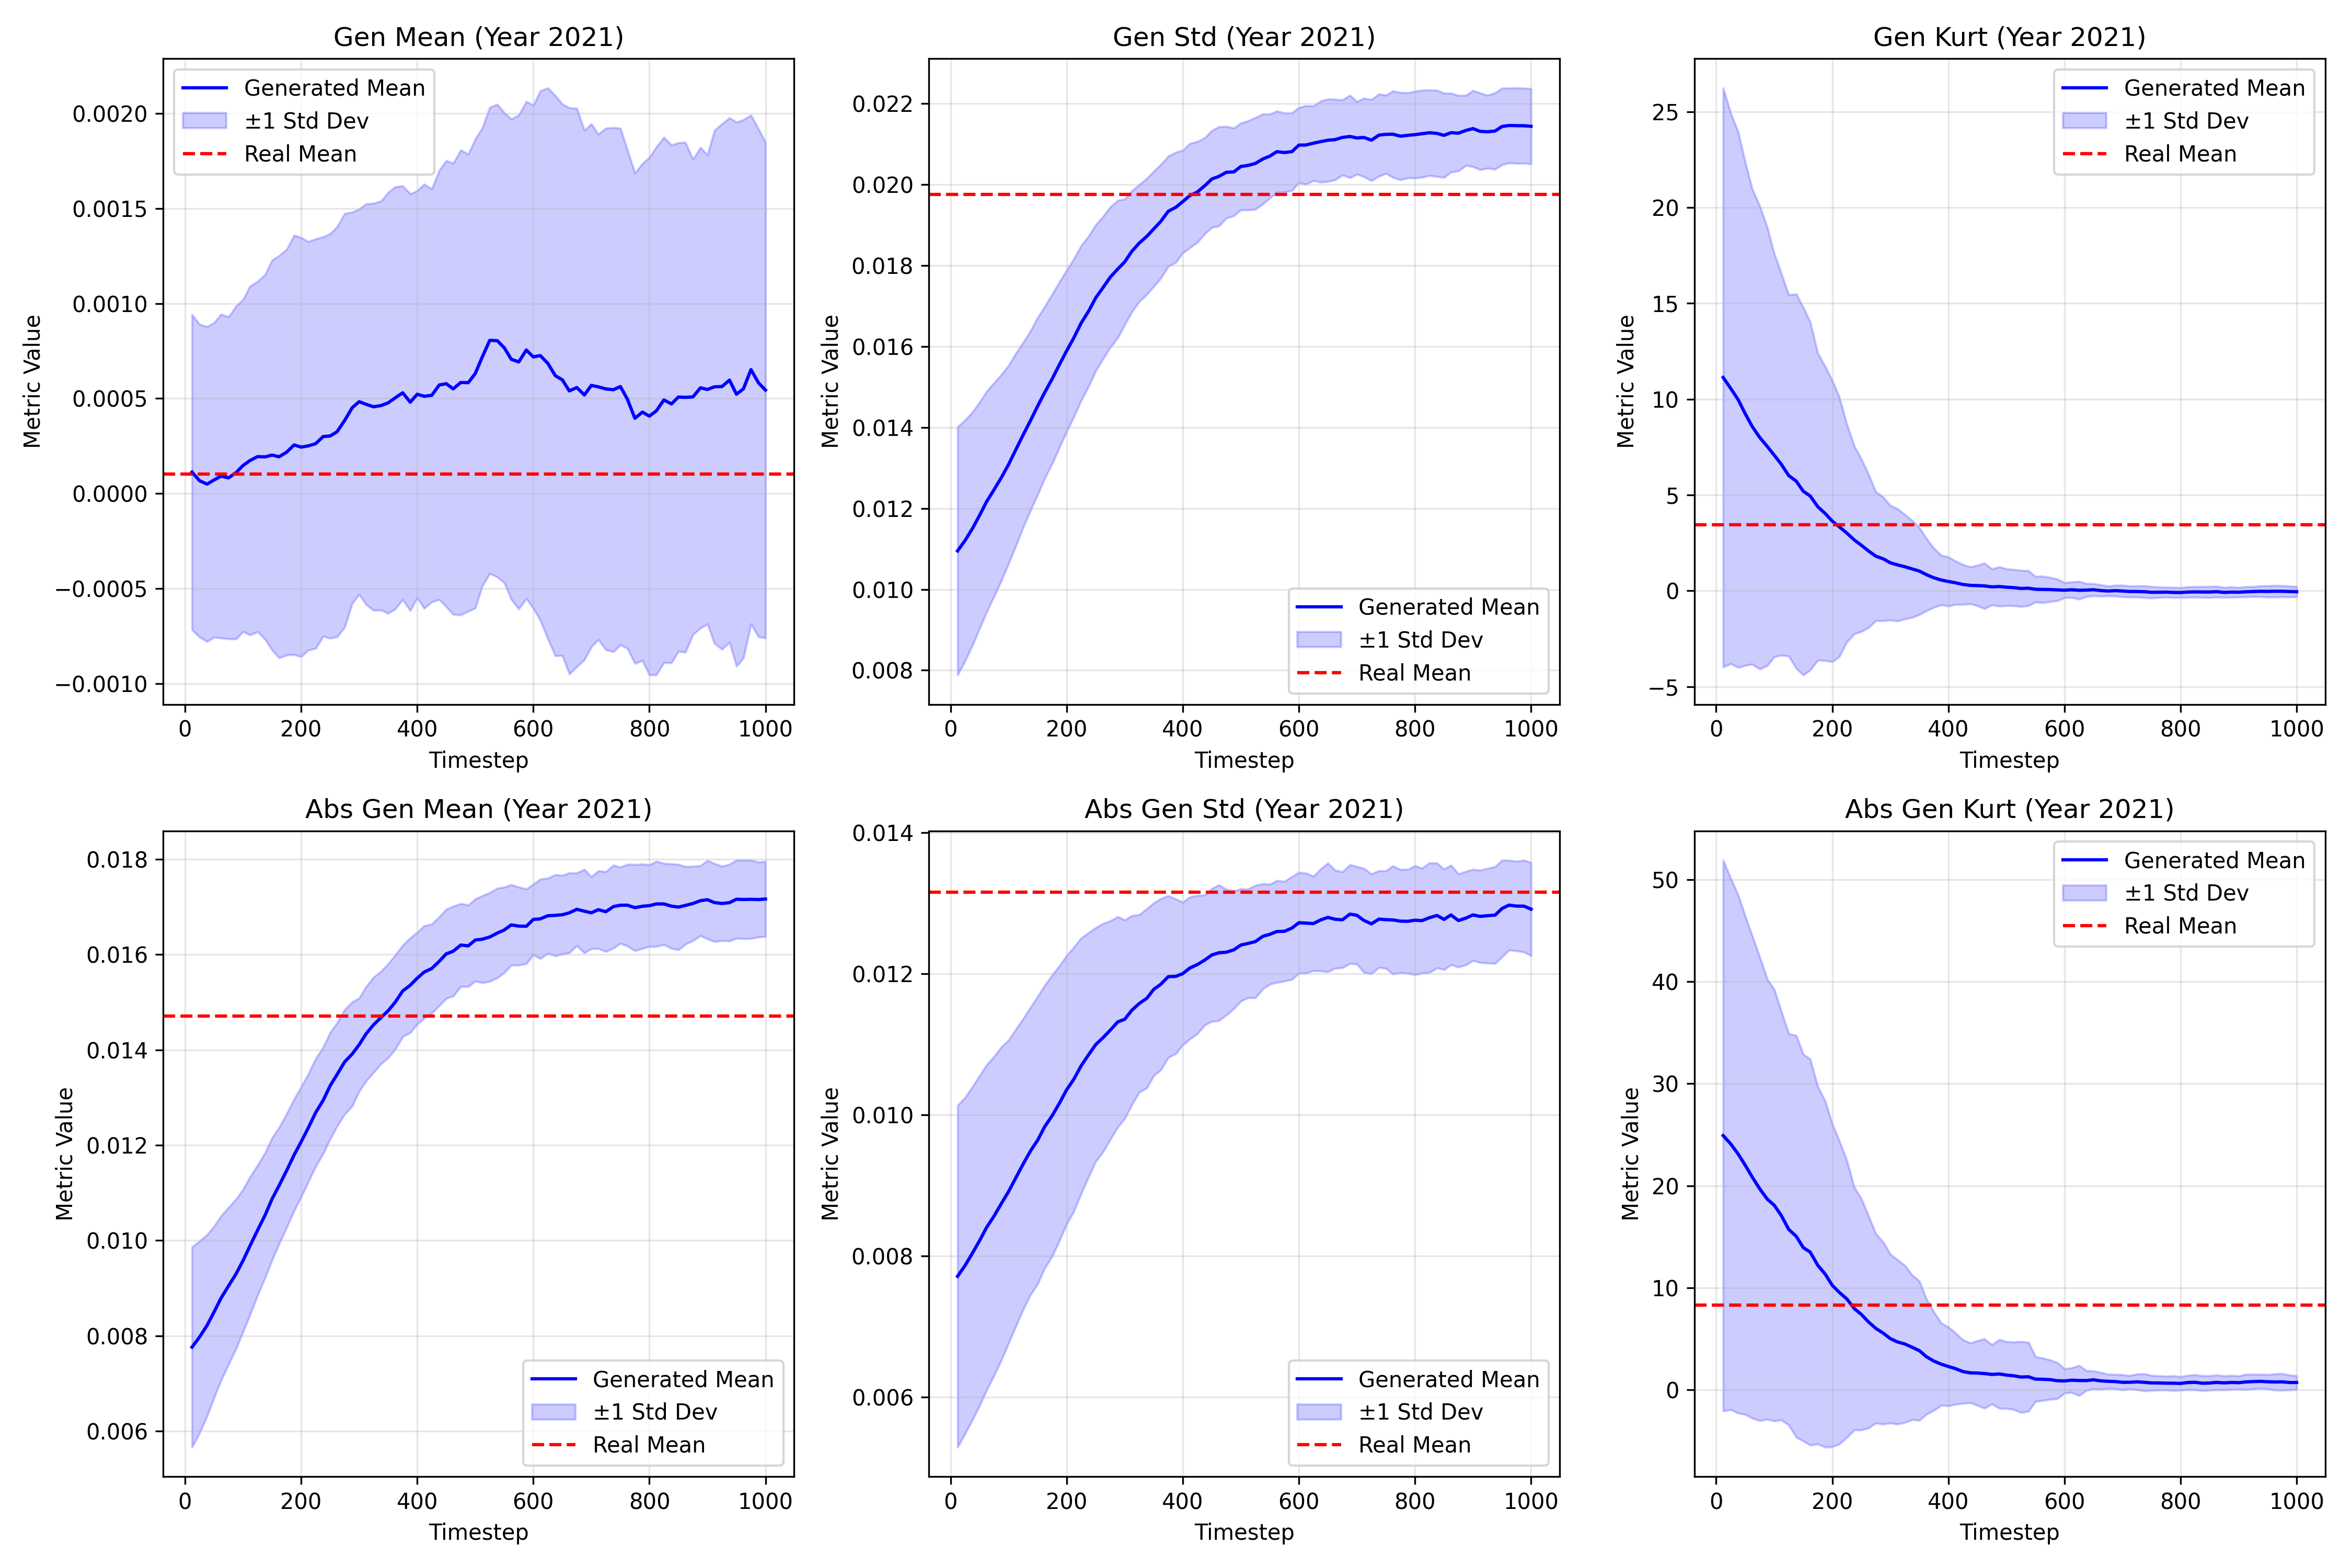 Gen Mean (Year 2021)
Metric Value
0.0020
0.0015
0.0010
0.0005
0.0000
−0.0005
−0.0010
Generated Mean
±1 Std Dev
Real Mean
0 200 400 600 800 1000
Timestep
Gen Std (Year 2021)
Metric Value
0.022
0.020
0.018
0.016
0.014
0.012
0.010
0.008
Generated Mean
±1 Std Dev
Real Mean
0 200 400 600 800 1000
Timestep
Gen Kurt (Year 2021)
Metric Value
25
20
15
10
5
0
−5
Generated Mean
±1 Std Dev
Real Mean
0 200 400 600 800 1000
Timestep
Abs Gen Mean (Year 2021)
Metric Value
0.018
0.016
0.014
0.012
0.010
0.008
0.006
Generated Mean
±1 Std Dev
Real Mean
0 200 400 600 800 1000
Timestep
Abs Gen Std (Year 2021)
Metric Value
0.014
0.012
0.010
0.008
0.006
Generated Mean
±1 Std Dev
Real Mean
0 200 400 600 800 1000
Timestep
Abs Gen Kurt (Year 2021)
Metric Value
50
40
30
20
10
0
Generated Mean
±1 Std Dev
Real Mean
0 200 400 600 800 1000
Timestep